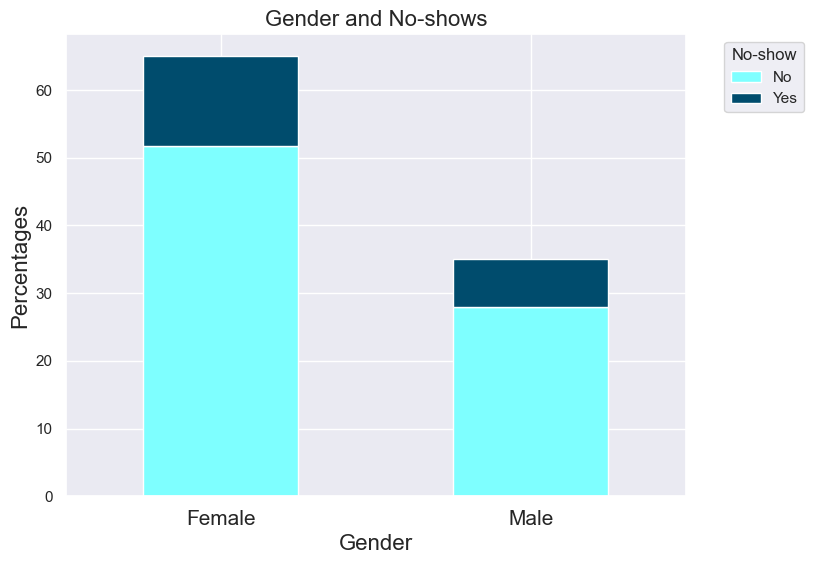 Gender and No-shows
No-show
No
Yes
Percentages
60
50
40
30
20
10
0
Female
Male
Gender